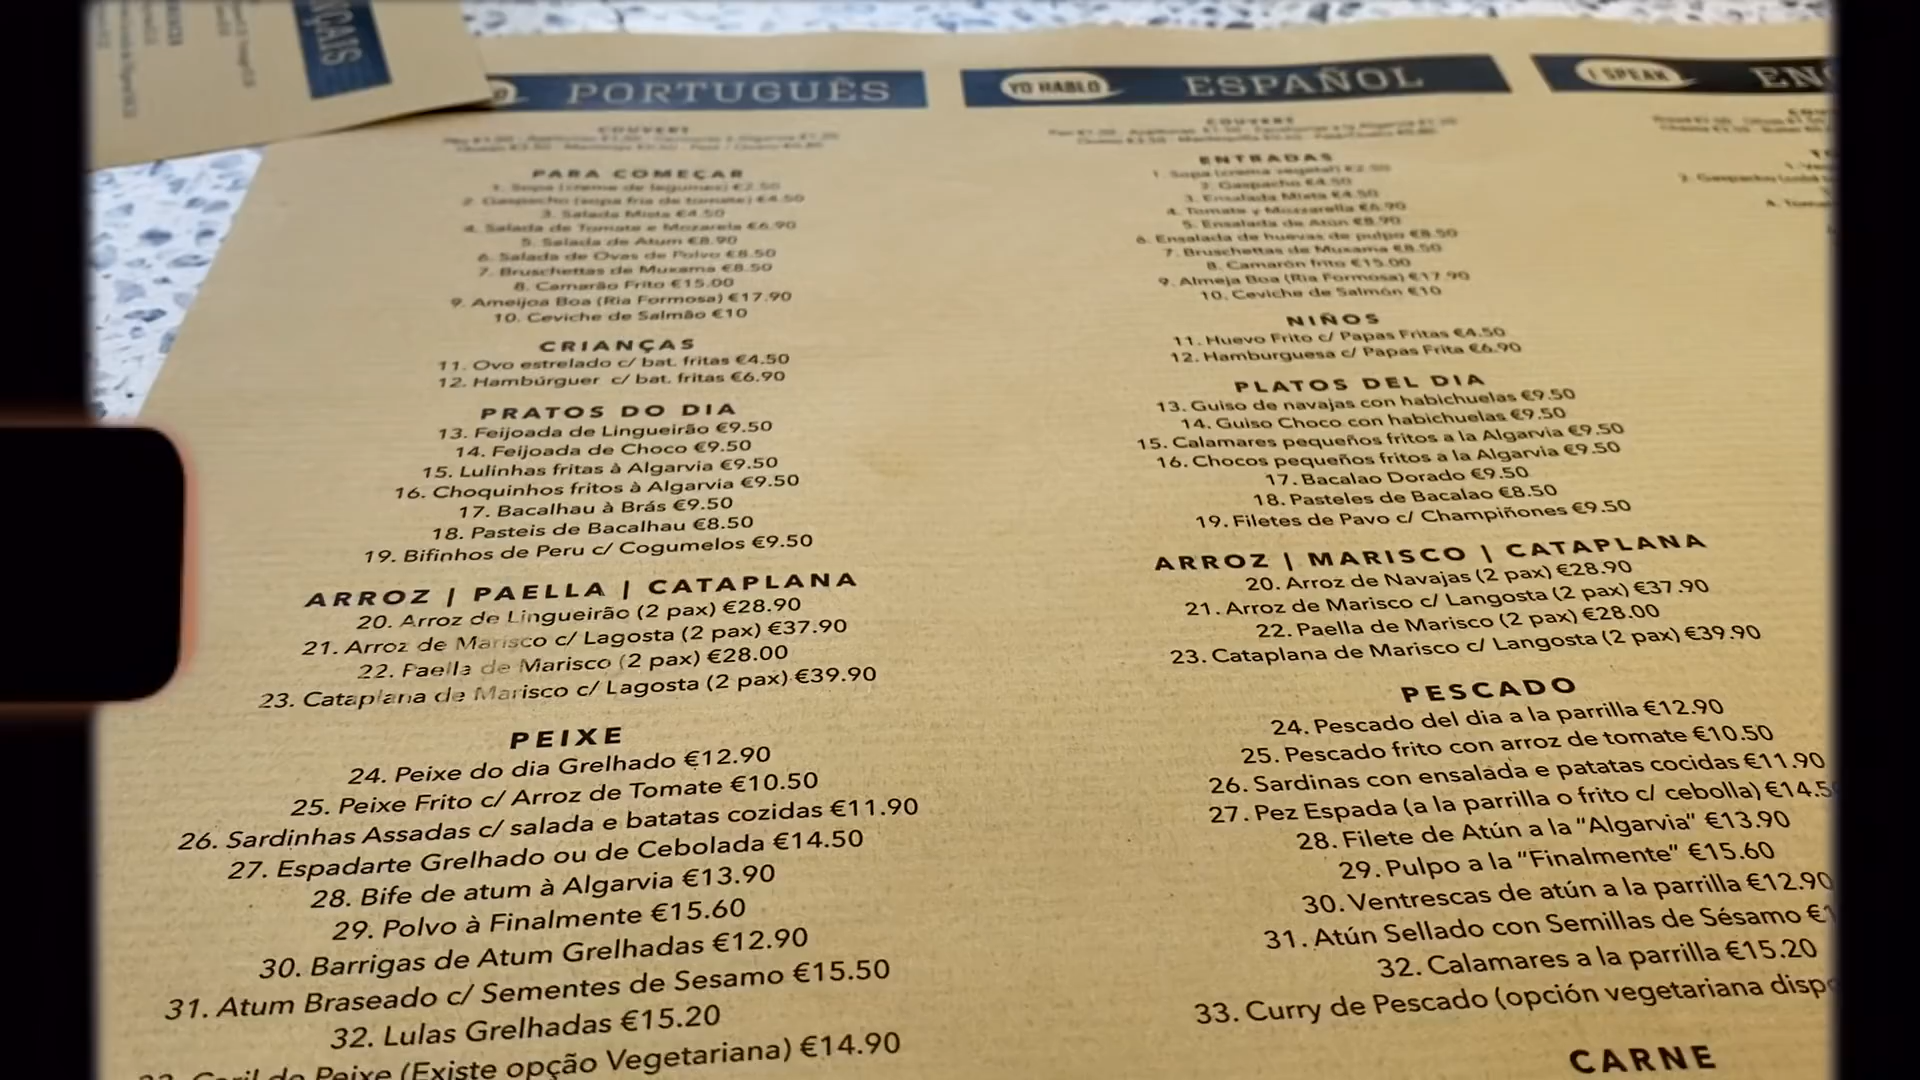 NÇAIS
PORTUGUÊS
COUVERT
PARA COMEÇAR
1. Sopa (creme de legumes) €2.50
2. Gaspacho (sopa fria de tomate) €4.50
3. Salada Mista €4.50
4. Salada de Tomate e Mozarela €6.90
5. Salada de Atum €8.90
6. Salada de Ovas de Polvo €8.50
7. Bruschettas de Muxama €8.50
8. Camarão Frito €15.00
9. Ameijoa Boa (Ria Formosa) €17.90
10. Ceviche de Salmão €10
CRIANÇAS
11. Ovo estrelado c/ bat. fritas €4.50
12. Hambúrguer c/ bat. fritas €6.90
PRATOS DO DIA
13. Feijoada de Lingueirão €9.50
14. Feijoada de Choco €9.50
15. Lulinhas fritas à Algarvia €9.50
16. Choquinhos fritos à Algarvia €9.50
17. Bacalhau à Brás €9.50
18. Pasteis de Bacalhau €8.50
19. Bifinhos de Peru c/ Cogumelos €9.50
ARROZ | PAELLA | CATAPLANA
20. Arroz de Lingueirão (2 pax) €28.90
21. Arroz de Marisco c/ Lagosta (2 pax) €37.90
22. Paella de Marisco (2 pax) €28.00
23. Cataplana de Marisco c/ Lagosta (2 pax) €39.90
PEIXE
24. Peixe do dia Grelhado €12.90
25. Peixe Frito c/ Arroz de Tomate €10.50
26. Sardinhas Assadas c/ salada e batatas cozidas €11.90
27. Espadarte Grelhado ou de Cebolada €14.50
28. Bife de atum à Algarvia €13.90
29. Polvo à Finalmente €15.60
30. Barrigas de Atum Grelhadas €12.90
31. Atum Braseado c/ Sementes de Sesamo €15.50
32. Lulas Grelhadas €15.20
33. Caril de Peixe (Existe opção Vegetariana) €14.90
YO HABLO ESPAÑOL
COUVERT
ENTRADAS
1. Sopa (crema vegetal) €2.50
2. Gaspacho €4.50
3. Ensalada Mista €4.50
4. Tomate y Mozzarella €6.90
5. Ensalada de Atún €8.90
6. Ensalada de huevas de pulpo €8.50
7. Bruschettas de Muxama €8.50
8. Camarón frito €15.00
9. Almeja Boa (Ria Formosa) €17.90
10. Ceviche de Salmón €10
NIÑOS
11. Huevo Frito c/ Papas Fritas €4.50
12. Hamburguesa c/ Papas Frita €6.90
PLATOS DEL DIA
13. Guiso de navajas con habichuelas €9.50
14. Guiso Choco con habichuelas €9.50
15. Calamares pequeños fritos a la Algarvia €9.50
16. Chocos pequeños fritos a la Algarvia €9.50
17. Bacalao Dorado €9.50
18. Pasteles de Bacalao €8.50
19. Filetes de Pavo c/ Champiñones €9.50
ARROZ | MARISCO | CATAPLANA
20. Arroz de Navajas (2 pax) €28.90
21. Arroz de Marisco c/ Langosta (2 pax) €37.90
22. Paella de Marisco (2 pax) €28.00
23. Cataplana de Marisco c/ Langosta (2 pax) €39.90
PESCADO
24. Pescado del dia a la parrilla €12.90
25. Pescado frito con arroz de tomate €10.50
26. Sardinas con ensalada e patatas cocidas €11.90
27. Pez Espada (a la parrilla o frito c/ cebolla) €14.5
28. Filete de Atún a la "Algarvia" €13.90
29. Pulpo a la "Finalmente" €15.60
30. Ventrescas de atún a la parrilla €12.90
31. Atún Sellado con Semillas de Sésamo €1
32. Calamares a la parrilla €15.20
33. Curry de Pescado (opción vegetariana dispo
CARNE
I SPEAK EN